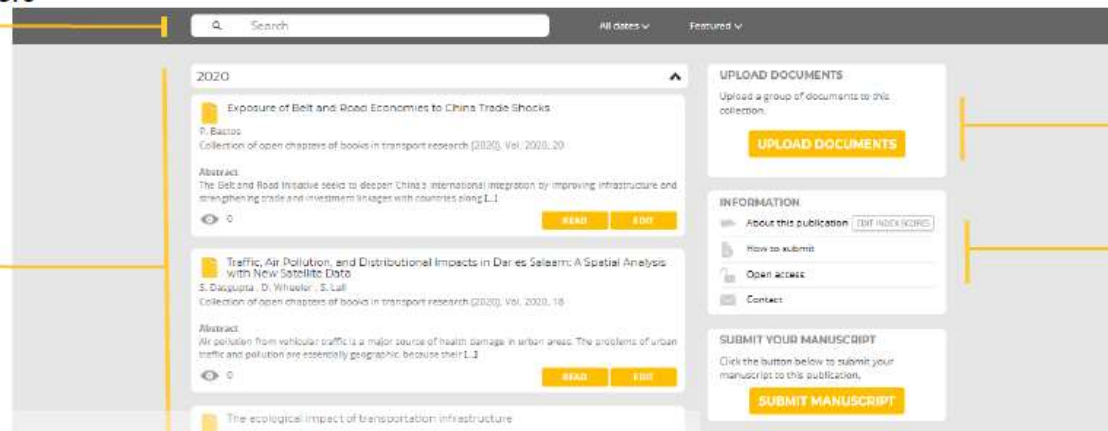 Search
All dates
Featured
2020
Exposure of Belt and Road Economies to China Trade Shocks
P. Bastos
Collection of open chapters of books in transport research (2020), Vol. 2020, 20
Abstract
The Belt and Road Initiative seeks to deepen China's international integration by improving infrastructure and
strengthening trade and investment linkages with countries along [...]
0
READ
EDIT
Traffic, Air Pollution, and Distributional Impacts in Dar es Salaam: A Spatial Analysis
with New Satellite Data
S. Dasgupta . D. Wheeler . S. Lall
Collection of open chapters of books in transport research (2020), Vol. 2020, 18
Abstract
Air pollution from vehicular traffic is a major source of health damage in urban areas. The problems of urban
traffic and pollution are essentially geographic, because their [...]
0
READ
EDIT
The ecological impact of transportation infrastructure
UPLOAD DOCUMENTS
Upload a group of documents to this
collection.
UPLOAD DOCUMENTS
INFORMATION
About this publication
EDIT INDEX SCORES
How to submit
Open access
Contact
SUBMIT YOUR MANUSCRIPT
Click the button below to submit your
manuscript to this publication.
SUBMIT MANUSCRIPT